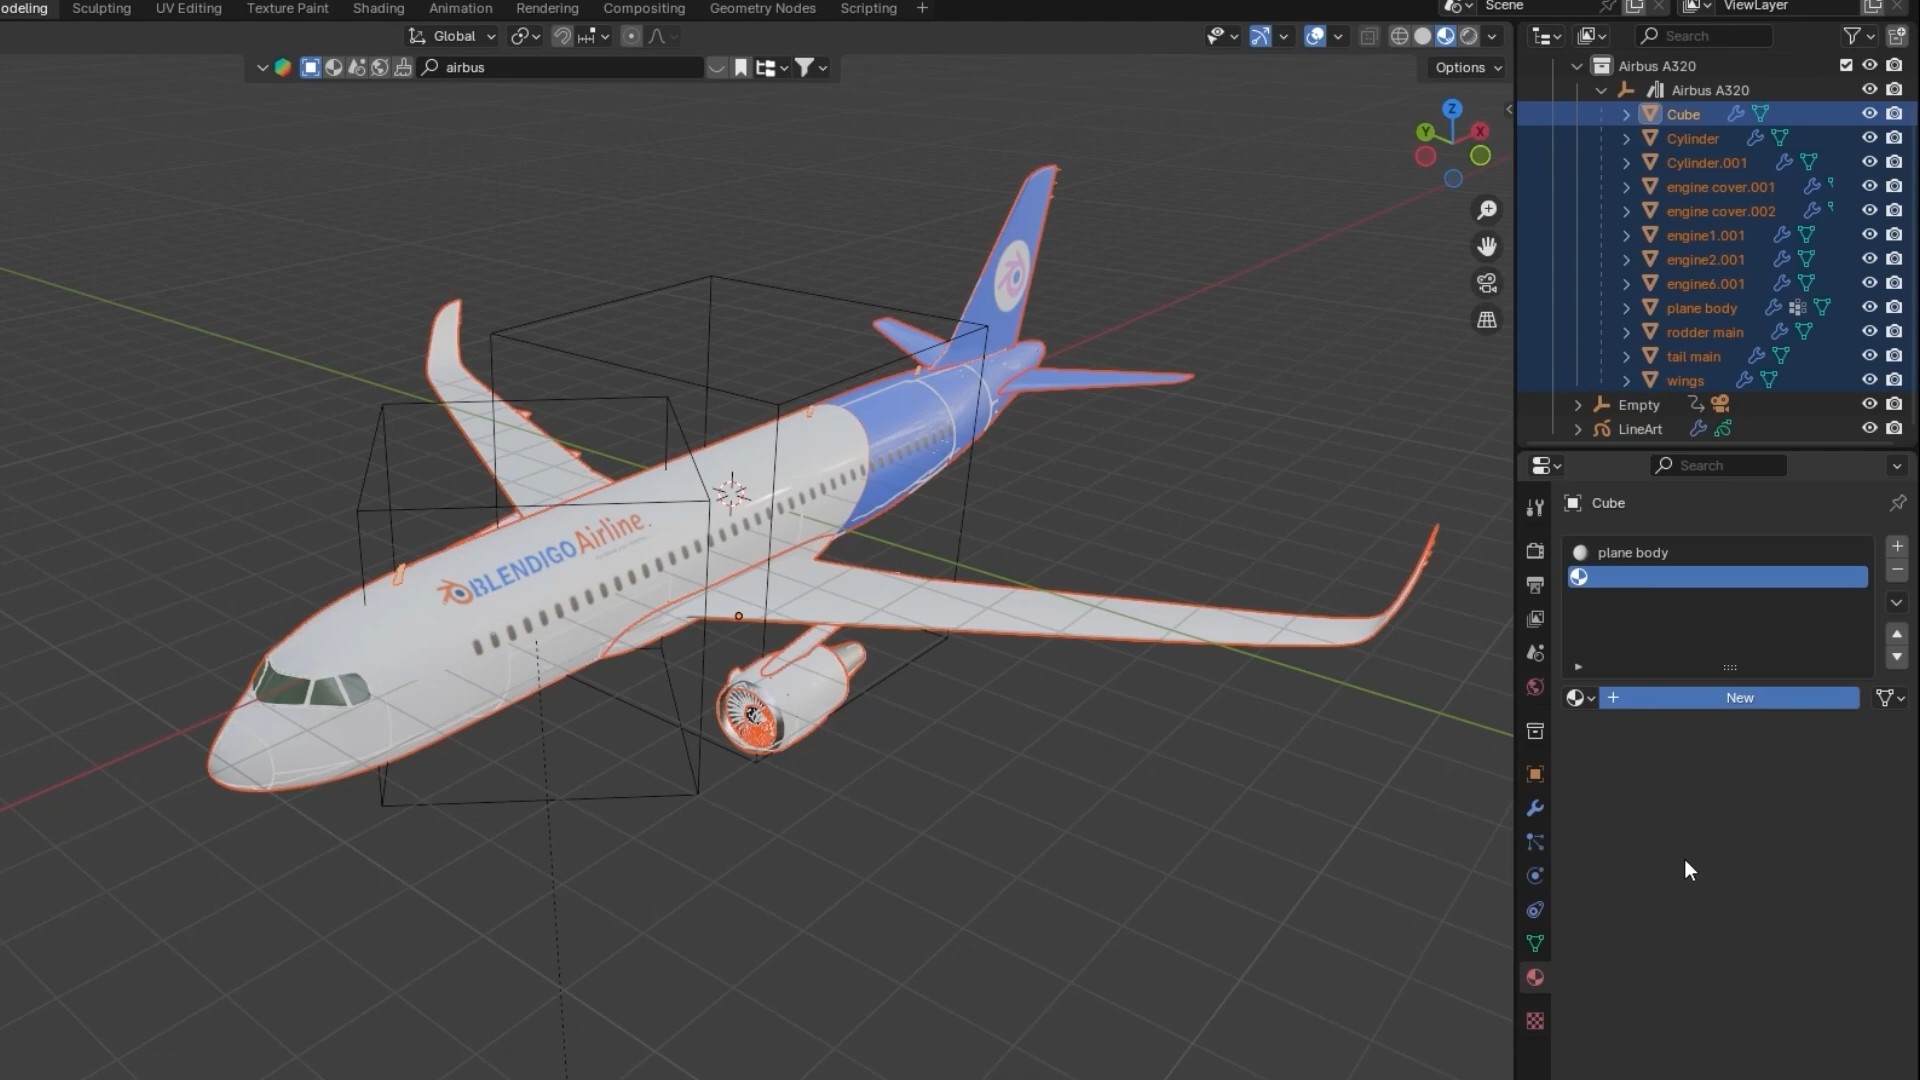 odeling Sculpting UV Editing Texture Paint Shading Animation Rendering Compositing Geometry Nodes Scripting + Scene ViewLayer
Global Search
airbus Options
Airbus A320
Airbus A320
Cube
Cylinder
Cylinder.001
engine cover.001
engine cover.002
engine1.001
engine2.001
engine6.001
plane body
rodder main
tail main
wings
Empty
LineArt
Z
Y
X
Search
Cube
plane body
New
BLENDIGO Airline.